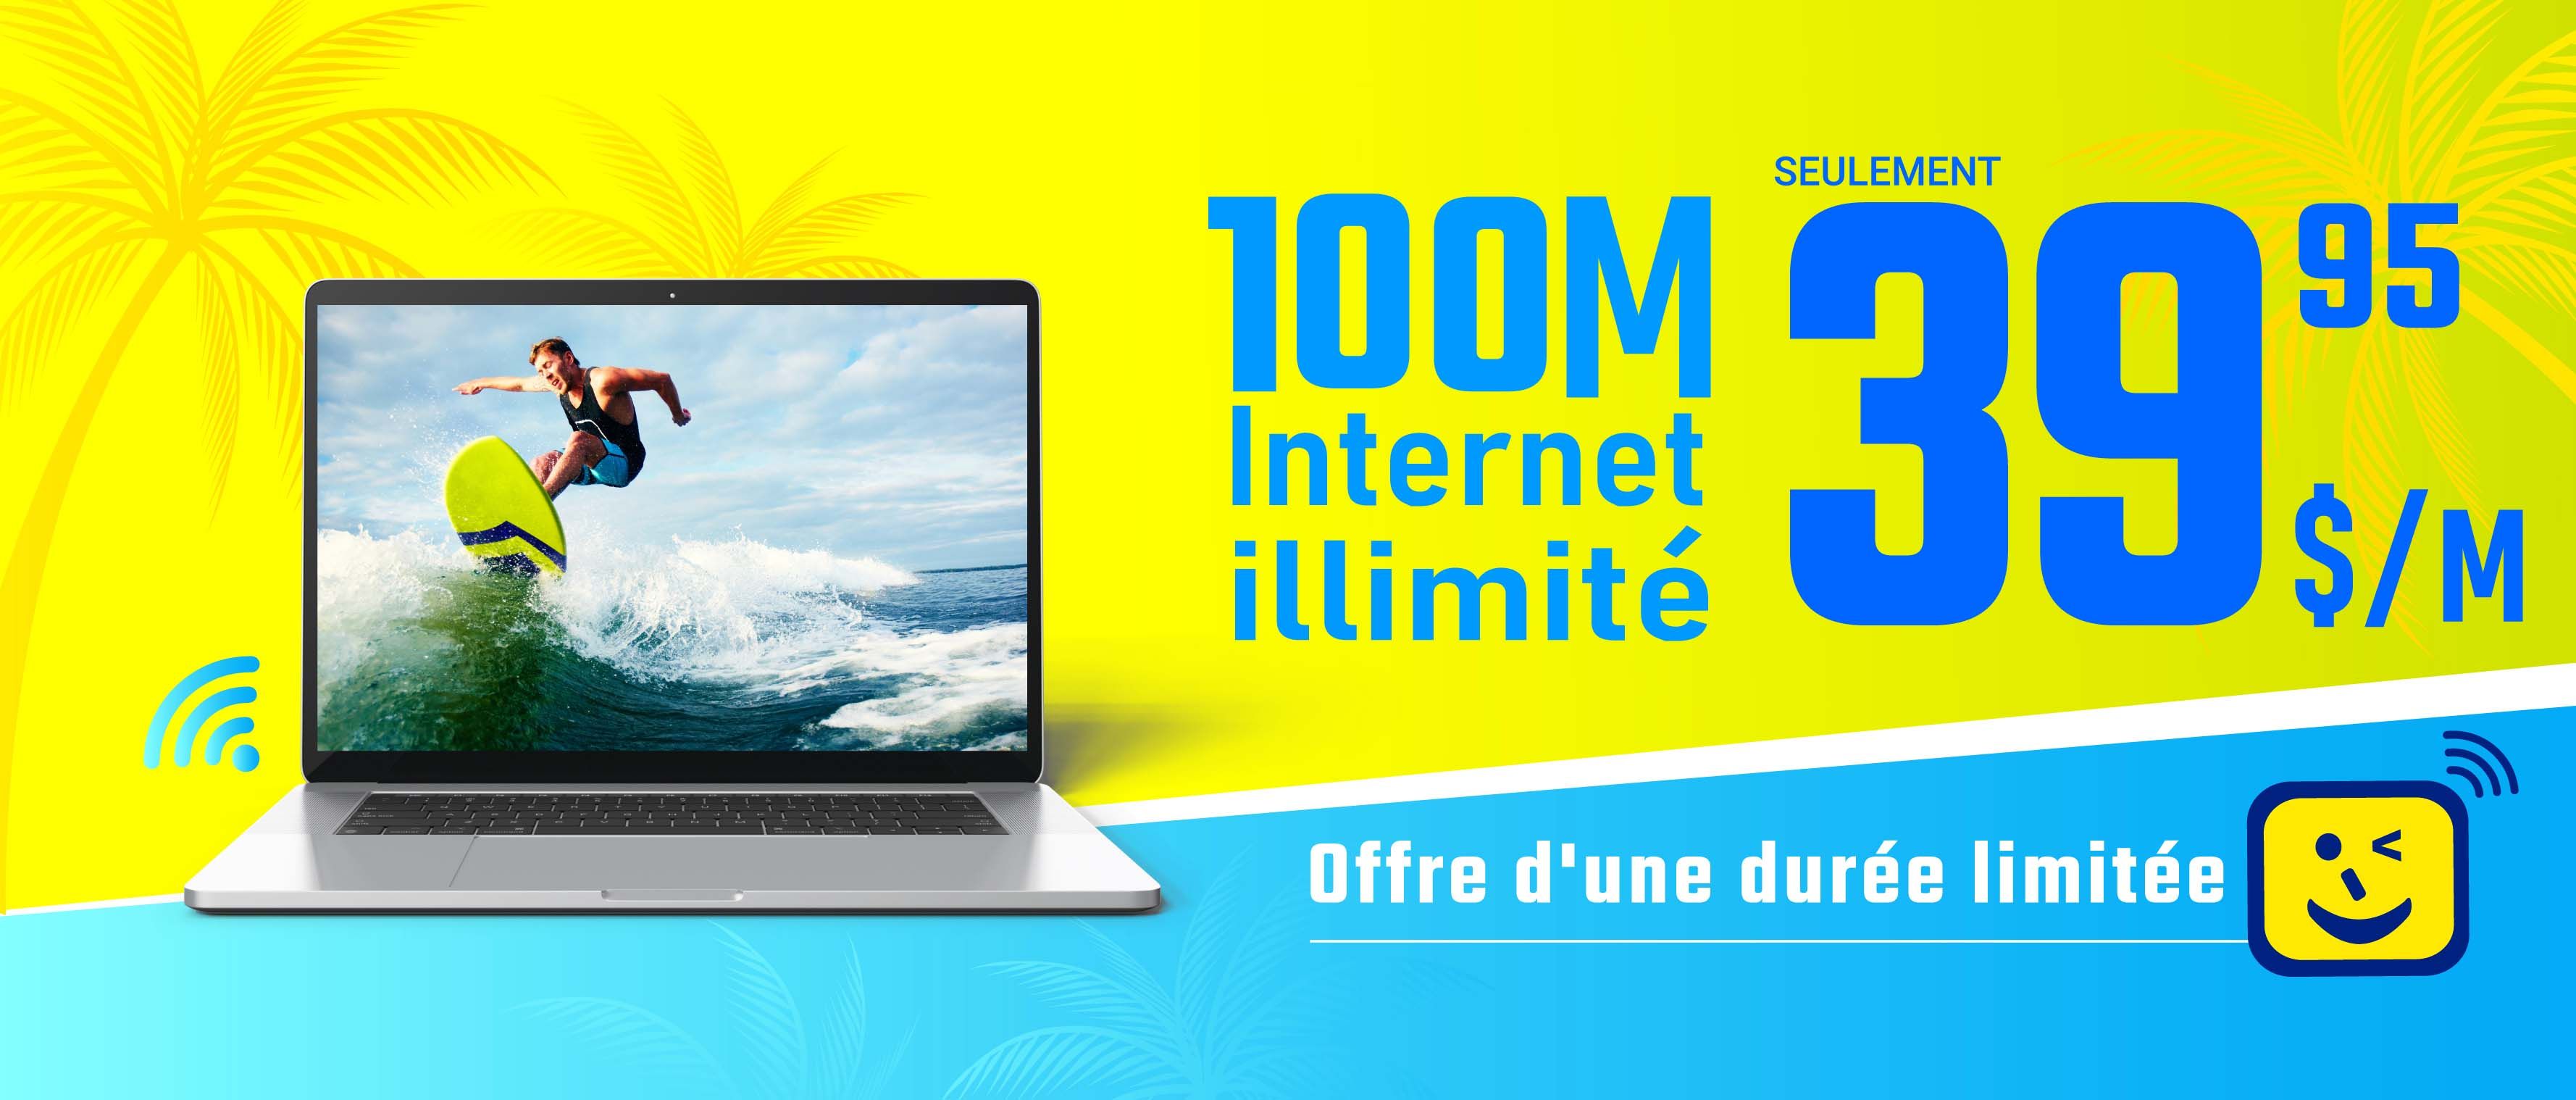 SEULEMENT
100M
Internet
illimité
39
95
$/M
Offre d'une durée limitée